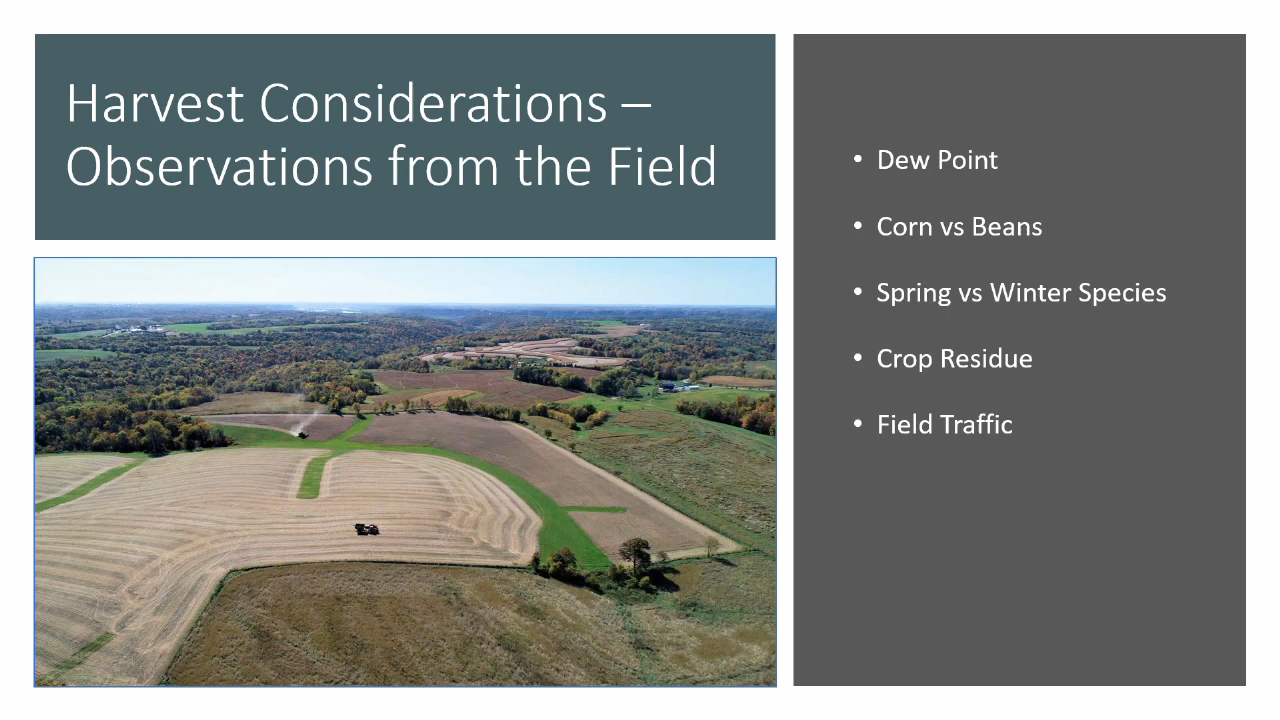 Harvest Considerations –
Observations from the Field
• Dew Point
• Corn vs Beans
• Spring vs Winter Species
• Crop Residue
• Field Traffic